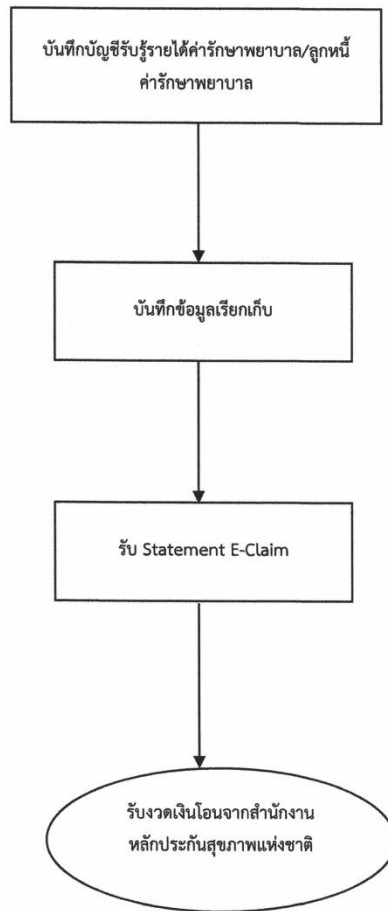 บันทึกบัญชีรับรู้รายได้ค่ารักษาพยาบาล/ลูกหนี้
ค่ารักษาพยาบาล
บันทึกข้อมูลเรียกเก็บ
รับ Statement E-Claim
รับงวดเงินโอนจากสำนักงาน
หลักประกันสุขภาพแห่งชาติ